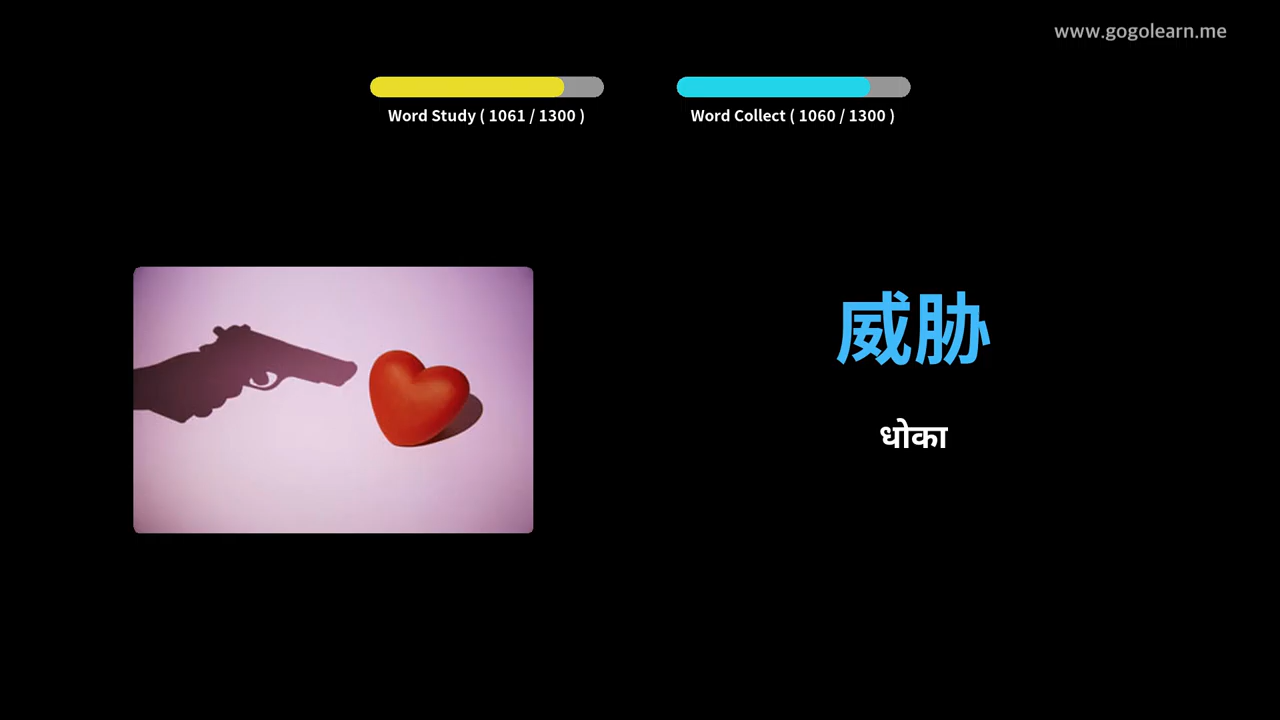 www.gogolearn.me
Word Study ( 1061 / 1300 )
Word Collect ( 1060 / 1300 )
威胁
धोका